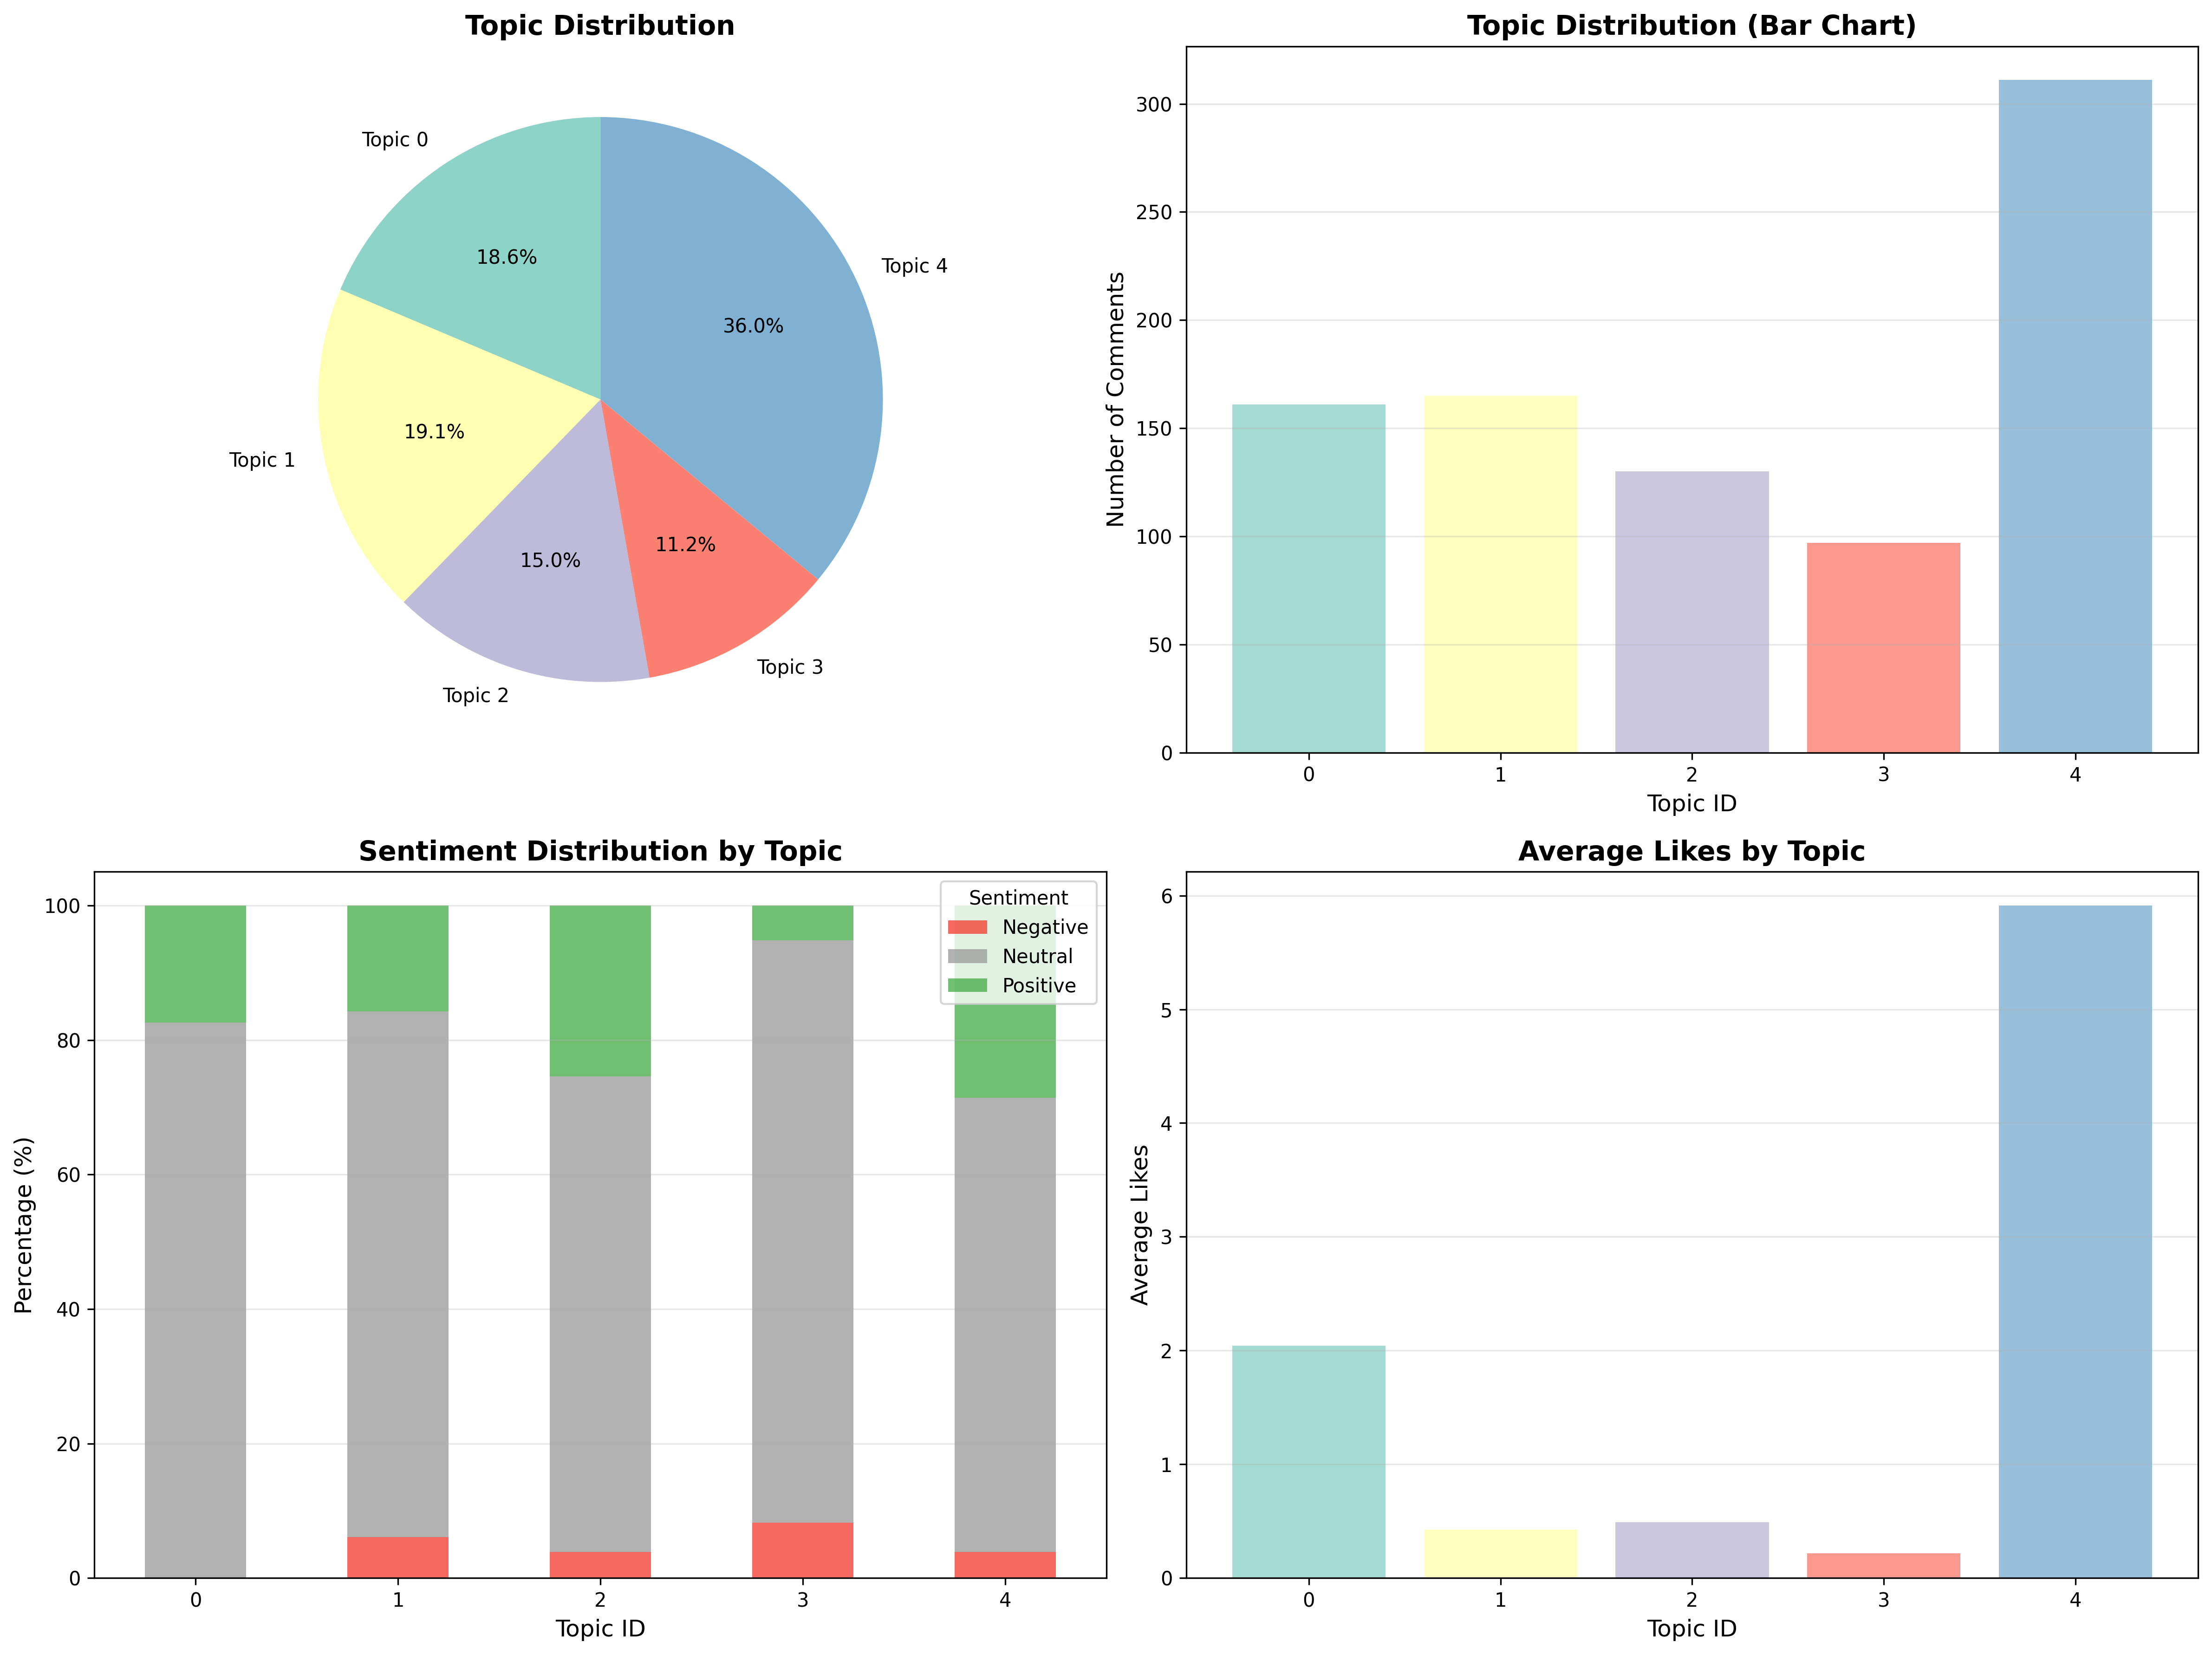 Topic Distribution
Topic 0
18.6%
Topic 4
36.0%
19.1%
Topic 1
15.0%
11.2%
Topic 3
Topic 2
Topic Distribution (Bar Chart)
Number of Comments
300
250
200
150
100
50
0
0 1 2 3 4
Topic ID
Sentiment Distribution by Topic
Sentiment
Negative
Neutral
Positive
Percentage (%)
100
80
60
40
20
0
0 1 2 3 4
Topic ID
Average Likes by Topic
Average Likes
6
5
4
3
2
1
0
0 1 2 3 4
Topic ID